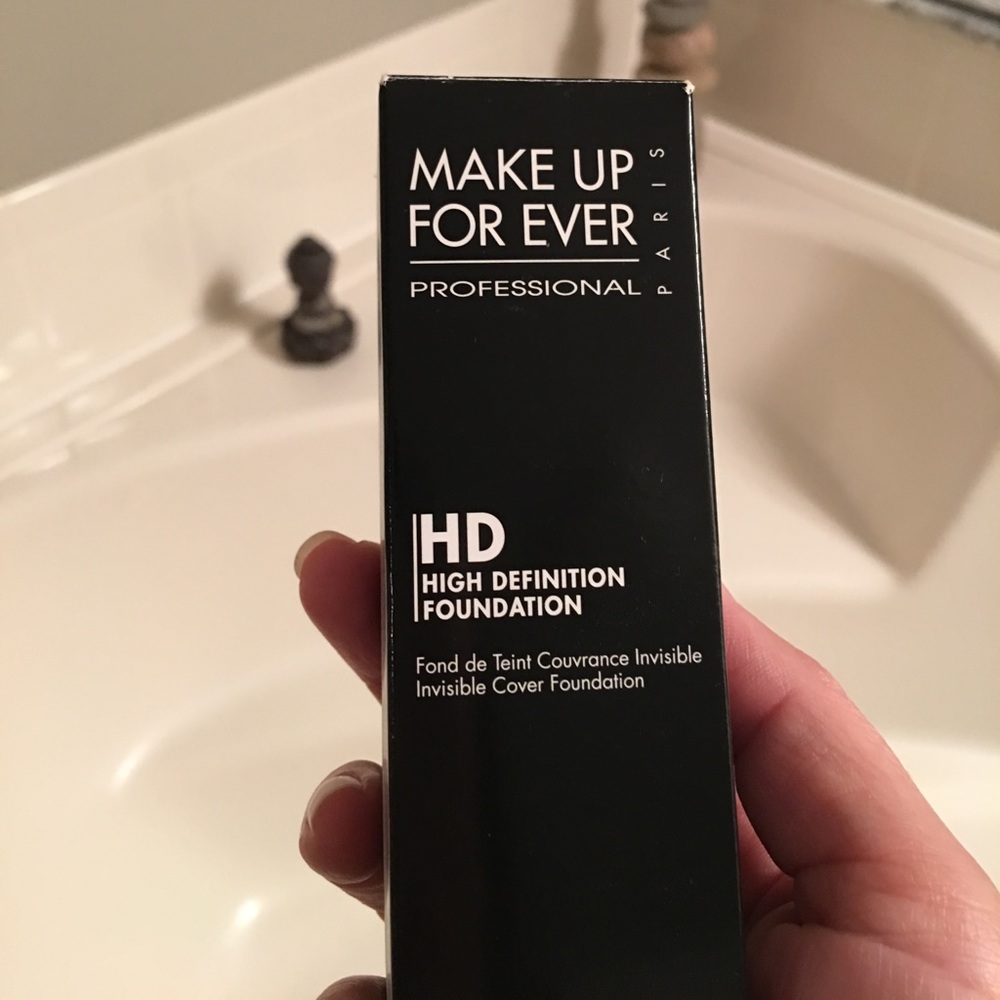 MAKE UP
FOR EVER
PROFESSIONAL
PARIS
HD
HIGH DEFINITION
FOUNDATION
Fond de Teint Couvrance Invisible
Invisible Cover Foundation